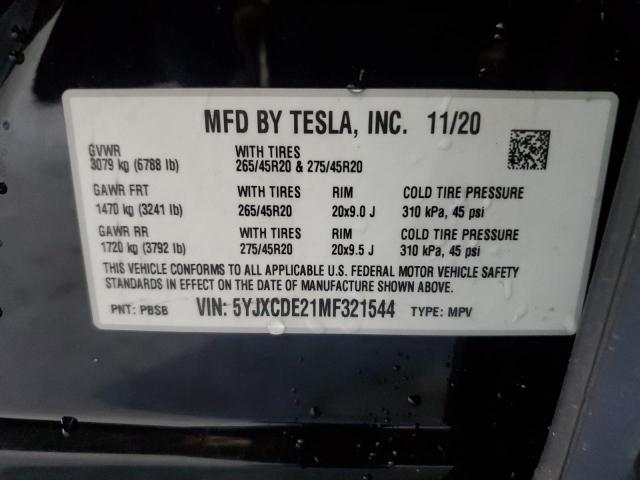 MFD BY TESLA, INC. 11/20
GVWR
3079 kg (6788 lb)
WITH TIRES
265/45R20 & 275/45R20
GAWR FRT WITH TIRES RIM COLD TIRE PRESSURE
1470 kg (3241 lb) 265/45R20 20x9.0 J 310 kPa, 45 psi
GAWR RR WITH TIRES RIM COLD TIRE PRESSURE
1720 kg (3792 lb) 275/45R20 20x9.5 J 310 kPa, 45 psi
THIS VEHICLE CONFORMS TO ALL APPLICABLE U.S. FEDERAL MOTOR VEHICLE SAFETY
STANDARDS IN EFFECT ON THE DATE OF MANUFACTURE SHOWN ABOVE.
PNT: PBSB VIN: 5YJXCDE21MF321544 TYPE: MPV